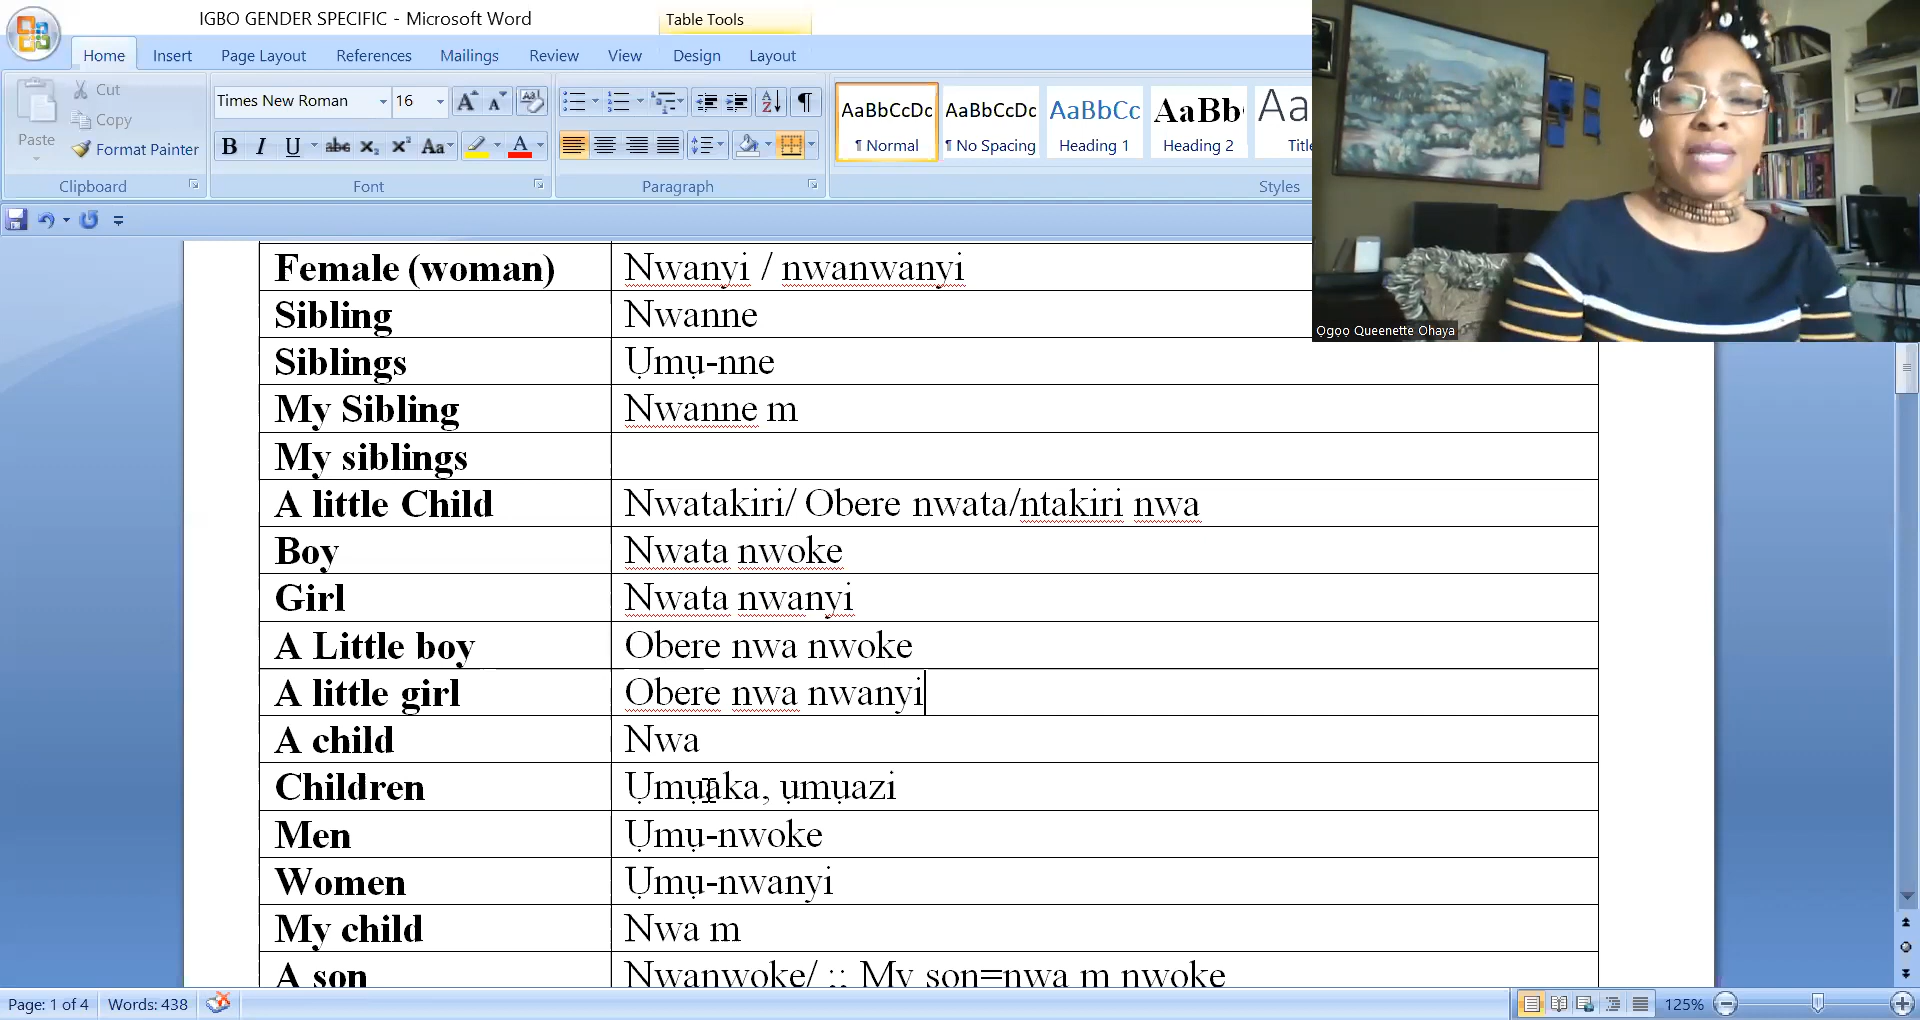 IGBO GENDER SPECIFIC - Microsoft Word
Table Tools
Home Insert Page Layout References Mailings Review View Design Layout
Paste
Cut
Copy
Format Painter
Clipboard
Times New Roman 16
Font
Paragraph
AaBbCcDc AaBbCcDc AaBbCc AaBb
¶ Normal ¶ No Spacing Heading 1 Heading 2
Styles
Ọgọọ Queenette Ohaya
Female (woman) Nwanyi / nwanwanyi
Sibling Nwanne
Siblings Ụmụ-nne
My Sibling Nwanne m
My siblings
A little Child Nwatakiri/ Obere nwata/ntakiri nwa
Boy Nwata nwoke
Girl Nwata nwanyi
A Little boy Obere nwa nwoke
A little girl Obere nwa nwanyi
A child Nwa
Children Ụmụaka, ụmụazi
Men Ụmụ-nwoke
Women Ụmụ-nwanyi
My child Nwa m
A son Nwanwoke/ :; My son=nwa m nwoke
Page: 1 of 4 Words: 438 125%